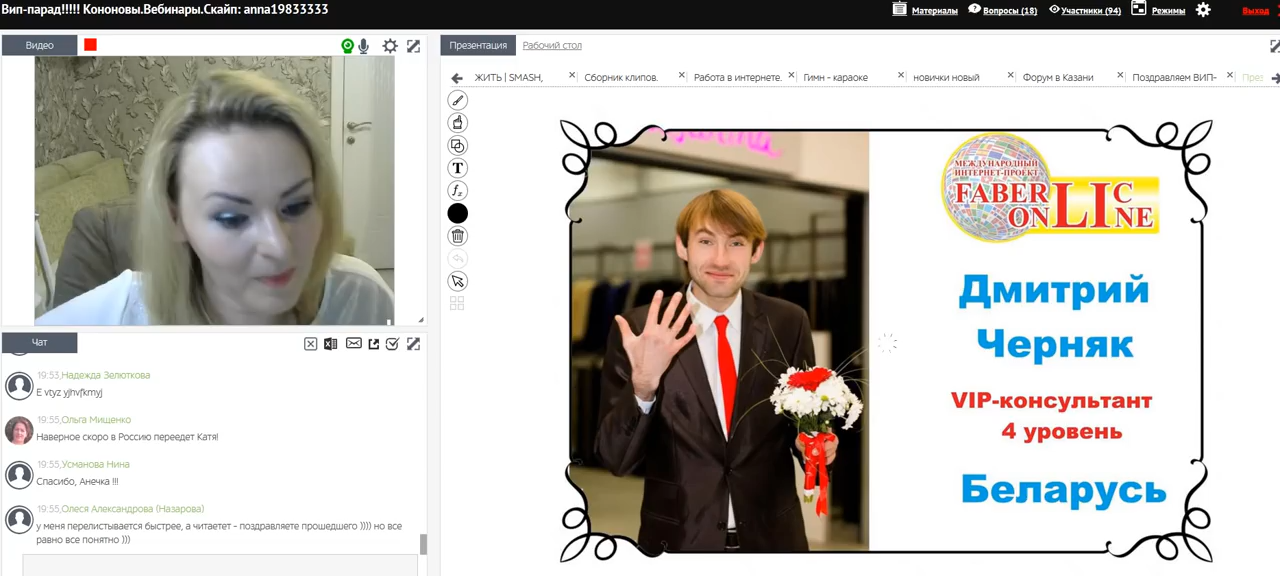 Вип-парад!!!!! Кононовы.Вебинары.Скайп: anna19833333
Материалы
Вопросы (18)
Участники (94)
Режимы
Выход
Видео
Презентация
Рабочий стол
ЖИТЬ | SMASH,
Сборник клипов.
Работа в интернете.
Гимн - караоке
новички новый
Форум в Казани
Поздравляем ВИП-
През
T
МЕЖДУНАРОДНЫЙ
ИНТЕРНЕТ-ПРОЕКТ
FABERLIC
ONLINE
Дмитрий
Черняк
VIP-консультант
4 уровень
Беларусь
Чат
19:53,Надежда Зелюткова
E vtyz yjhvfkmyj
19:55,Ольга Мищенко
Наверное скоро в Россию переедет Катя!
19:55,Усманова Нина
Спасибо, Анечка !!!
19:55,Олеся Александрова (Назарова)
у меня перелистывается быстрее, а читаетет - поздравляете прошедшего )))) но все
равно все понятно )))